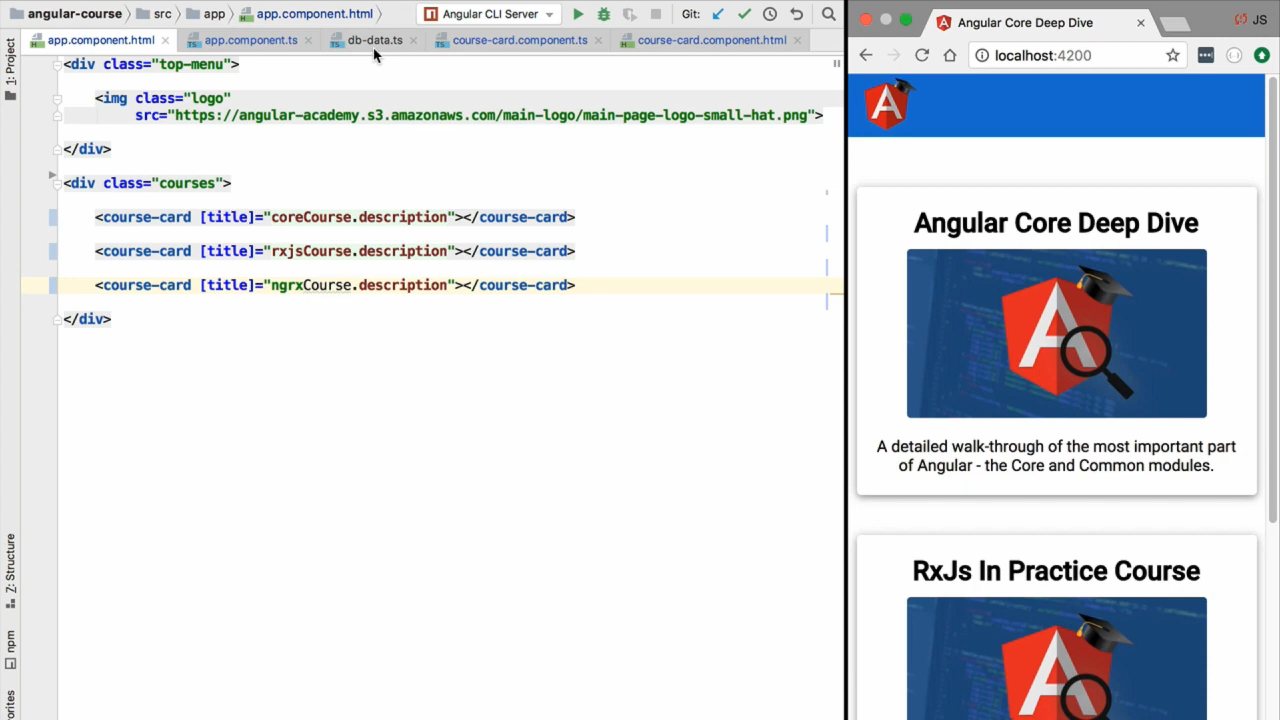 angular-course src app app.component.html Angular CLI Server Git:
app.component.html app.component.ts db-data.ts course-card.component.ts course-card.component.html
1: Project
Z: Structure
npm
<div class="top-menu">
<img class="logo"
src="https://angular-academy.s3.amazonaws.com/main-logo/main-page-logo-small-hat.png">
</div>
<div class="courses">
<course-card [title]="coreCourse.description"></course-card>
<course-card [title]="rxjsCourse.description"></course-card>
<course-card [title]="ngrxCourse.description"></course-card>
</div>
Angular Core Deep Dive
JS
localhost:4200
Angular Core Deep Dive
A detailed walk-through of the most important part
of Angular - the Core and Common modules.
RxJs In Practice Course